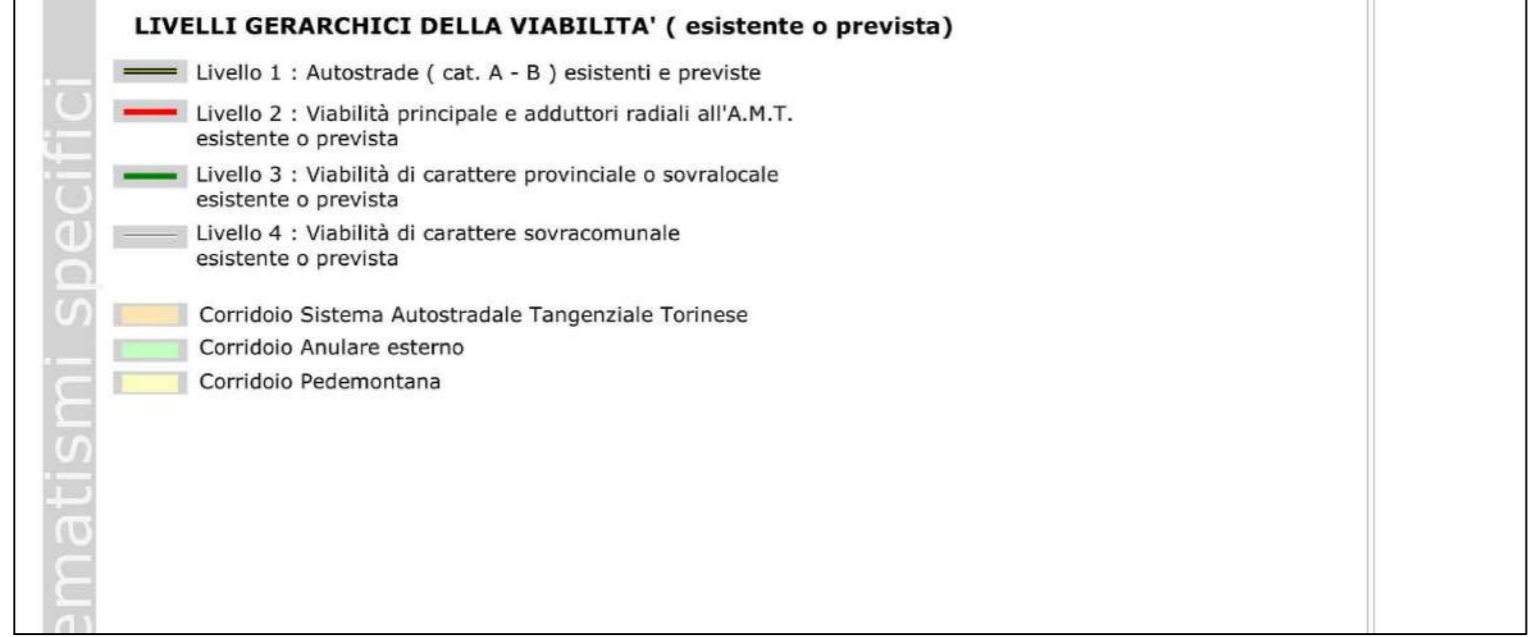 LIVELLI GERARCHICI DELLA VIABILITA' ( esistente o prevista)
Livello 1 : Autostrade ( cat. A - B ) esistenti e previste
Livello 2 : Viabilità principale e adduttori radiali all'A.M.T.
esistente o prevista
Livello 3 : Viabilità di carattere provinciale o sovralocale
esistente o prevista
Livello 4 : Viabilità di carattere sovracomunale
esistente o prevista
Corridoio Sistema Autostradale Tangenziale Torinese
Corridoio Anulare esterno
Corridoio Pedemontana
ematismi specifici